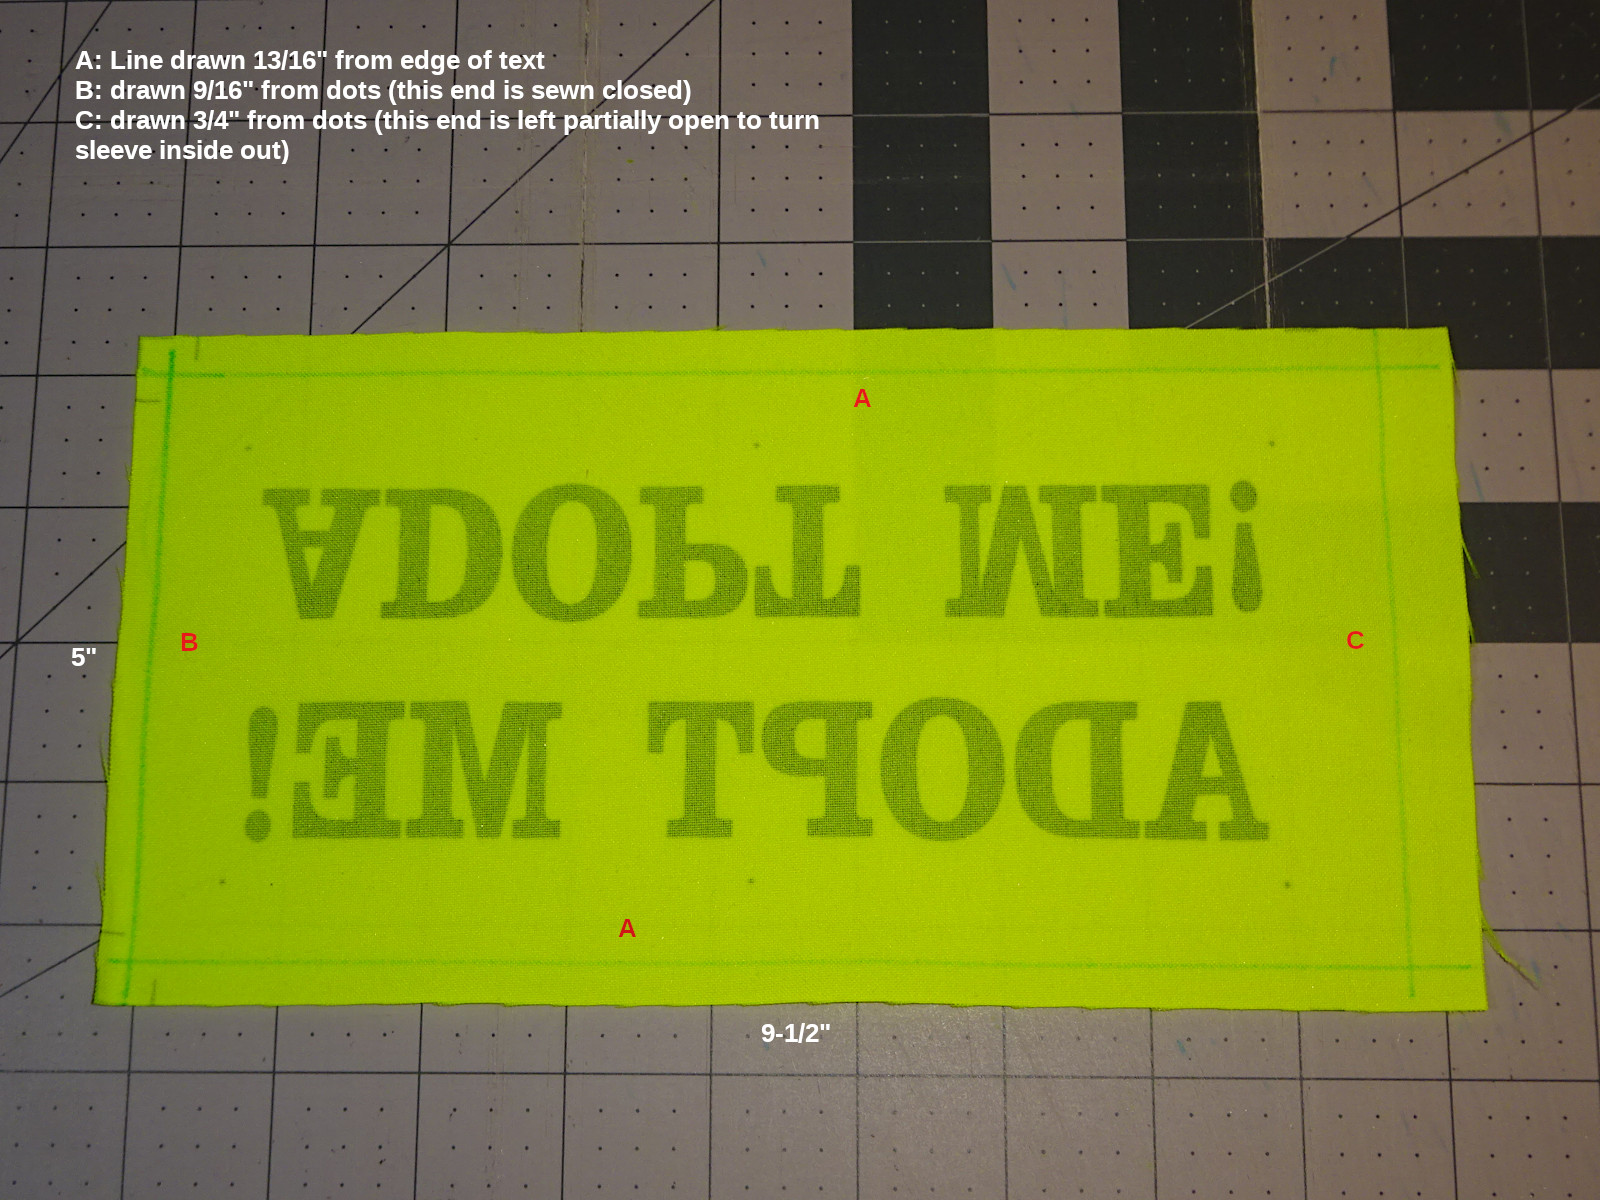 A: Line drawn 13/16" from edge of text
B: drawn 9/16" from dots (this end is sewn closed)
C: drawn 3/4" from dots (this end is left partially open to turn
sleeve inside out)
A
ADOPT ME!
B
C
5"
ADOPT ME!
A
9-1/2"